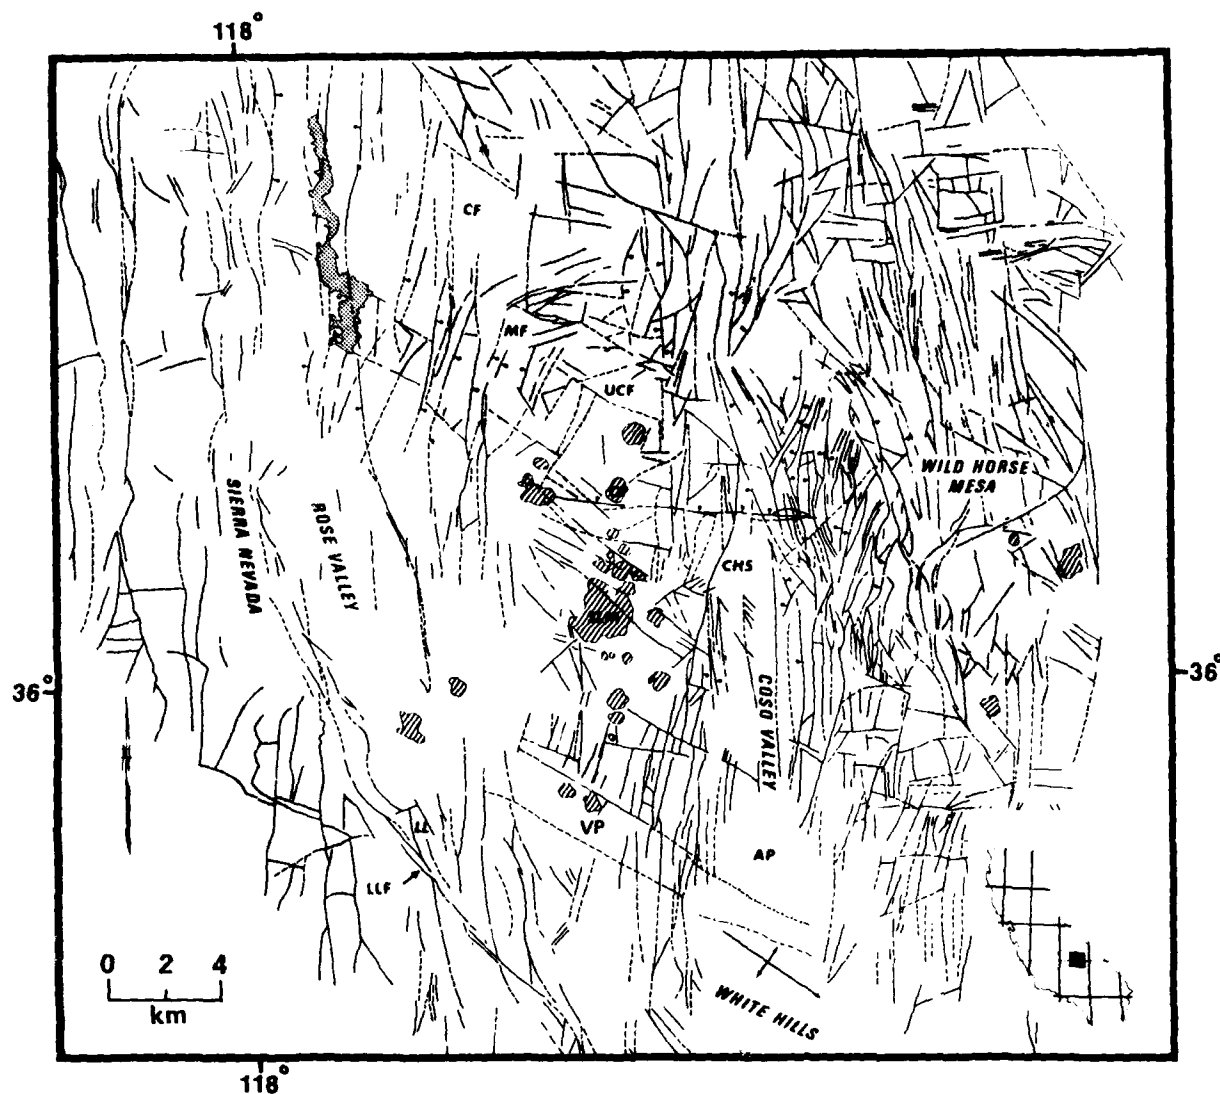 118°
CF
MF
UCF
WILD HORSE
MESA
SIERRA NEVADA
ROSE VALLEY
CHS
36°
36°
COSO VALLEY
LL
VP
AP
LLF
0 2 4
km
WHITE HILLS
118°